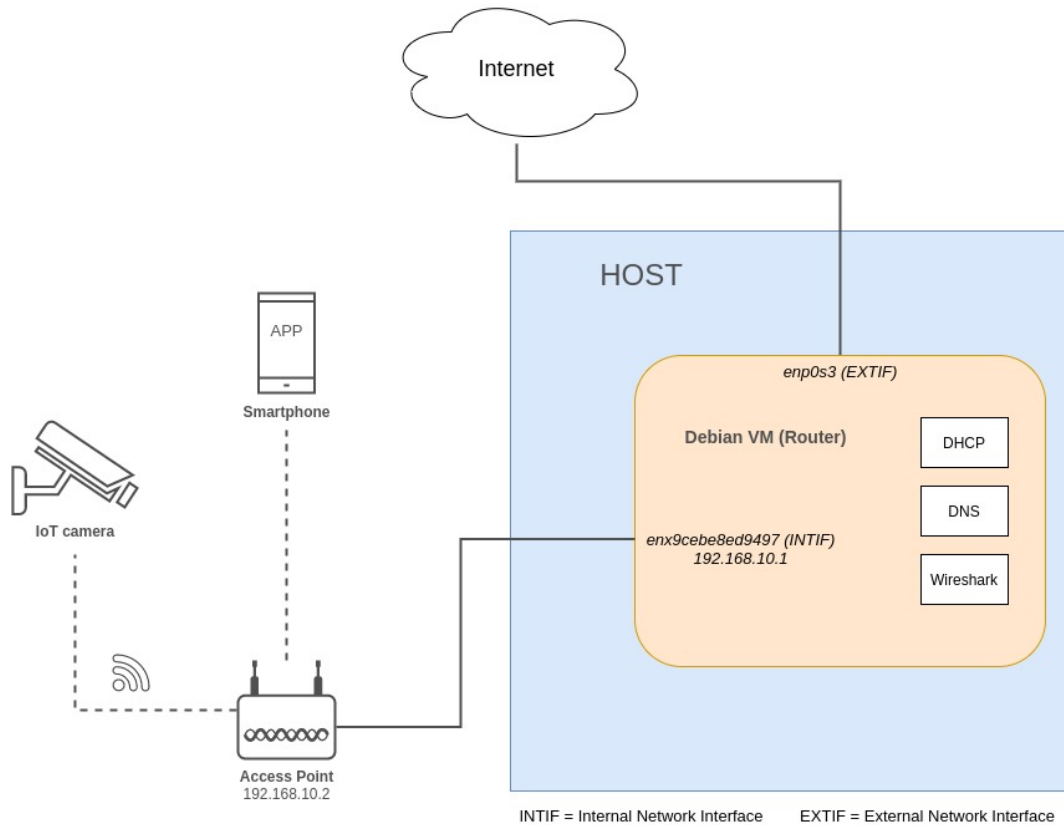 Internet
HOST
APP
Smartphone
IoT camera
enp0s3 (EXTIF)
Debian VM (Router)
DHCP
DNS
Wireshark
enx9cebe8ed9497 (INTIF)
192.168.10.1
Access Point
192.168.10.2
INTIF = Internal Network Interface
EXTIF = External Network Interface